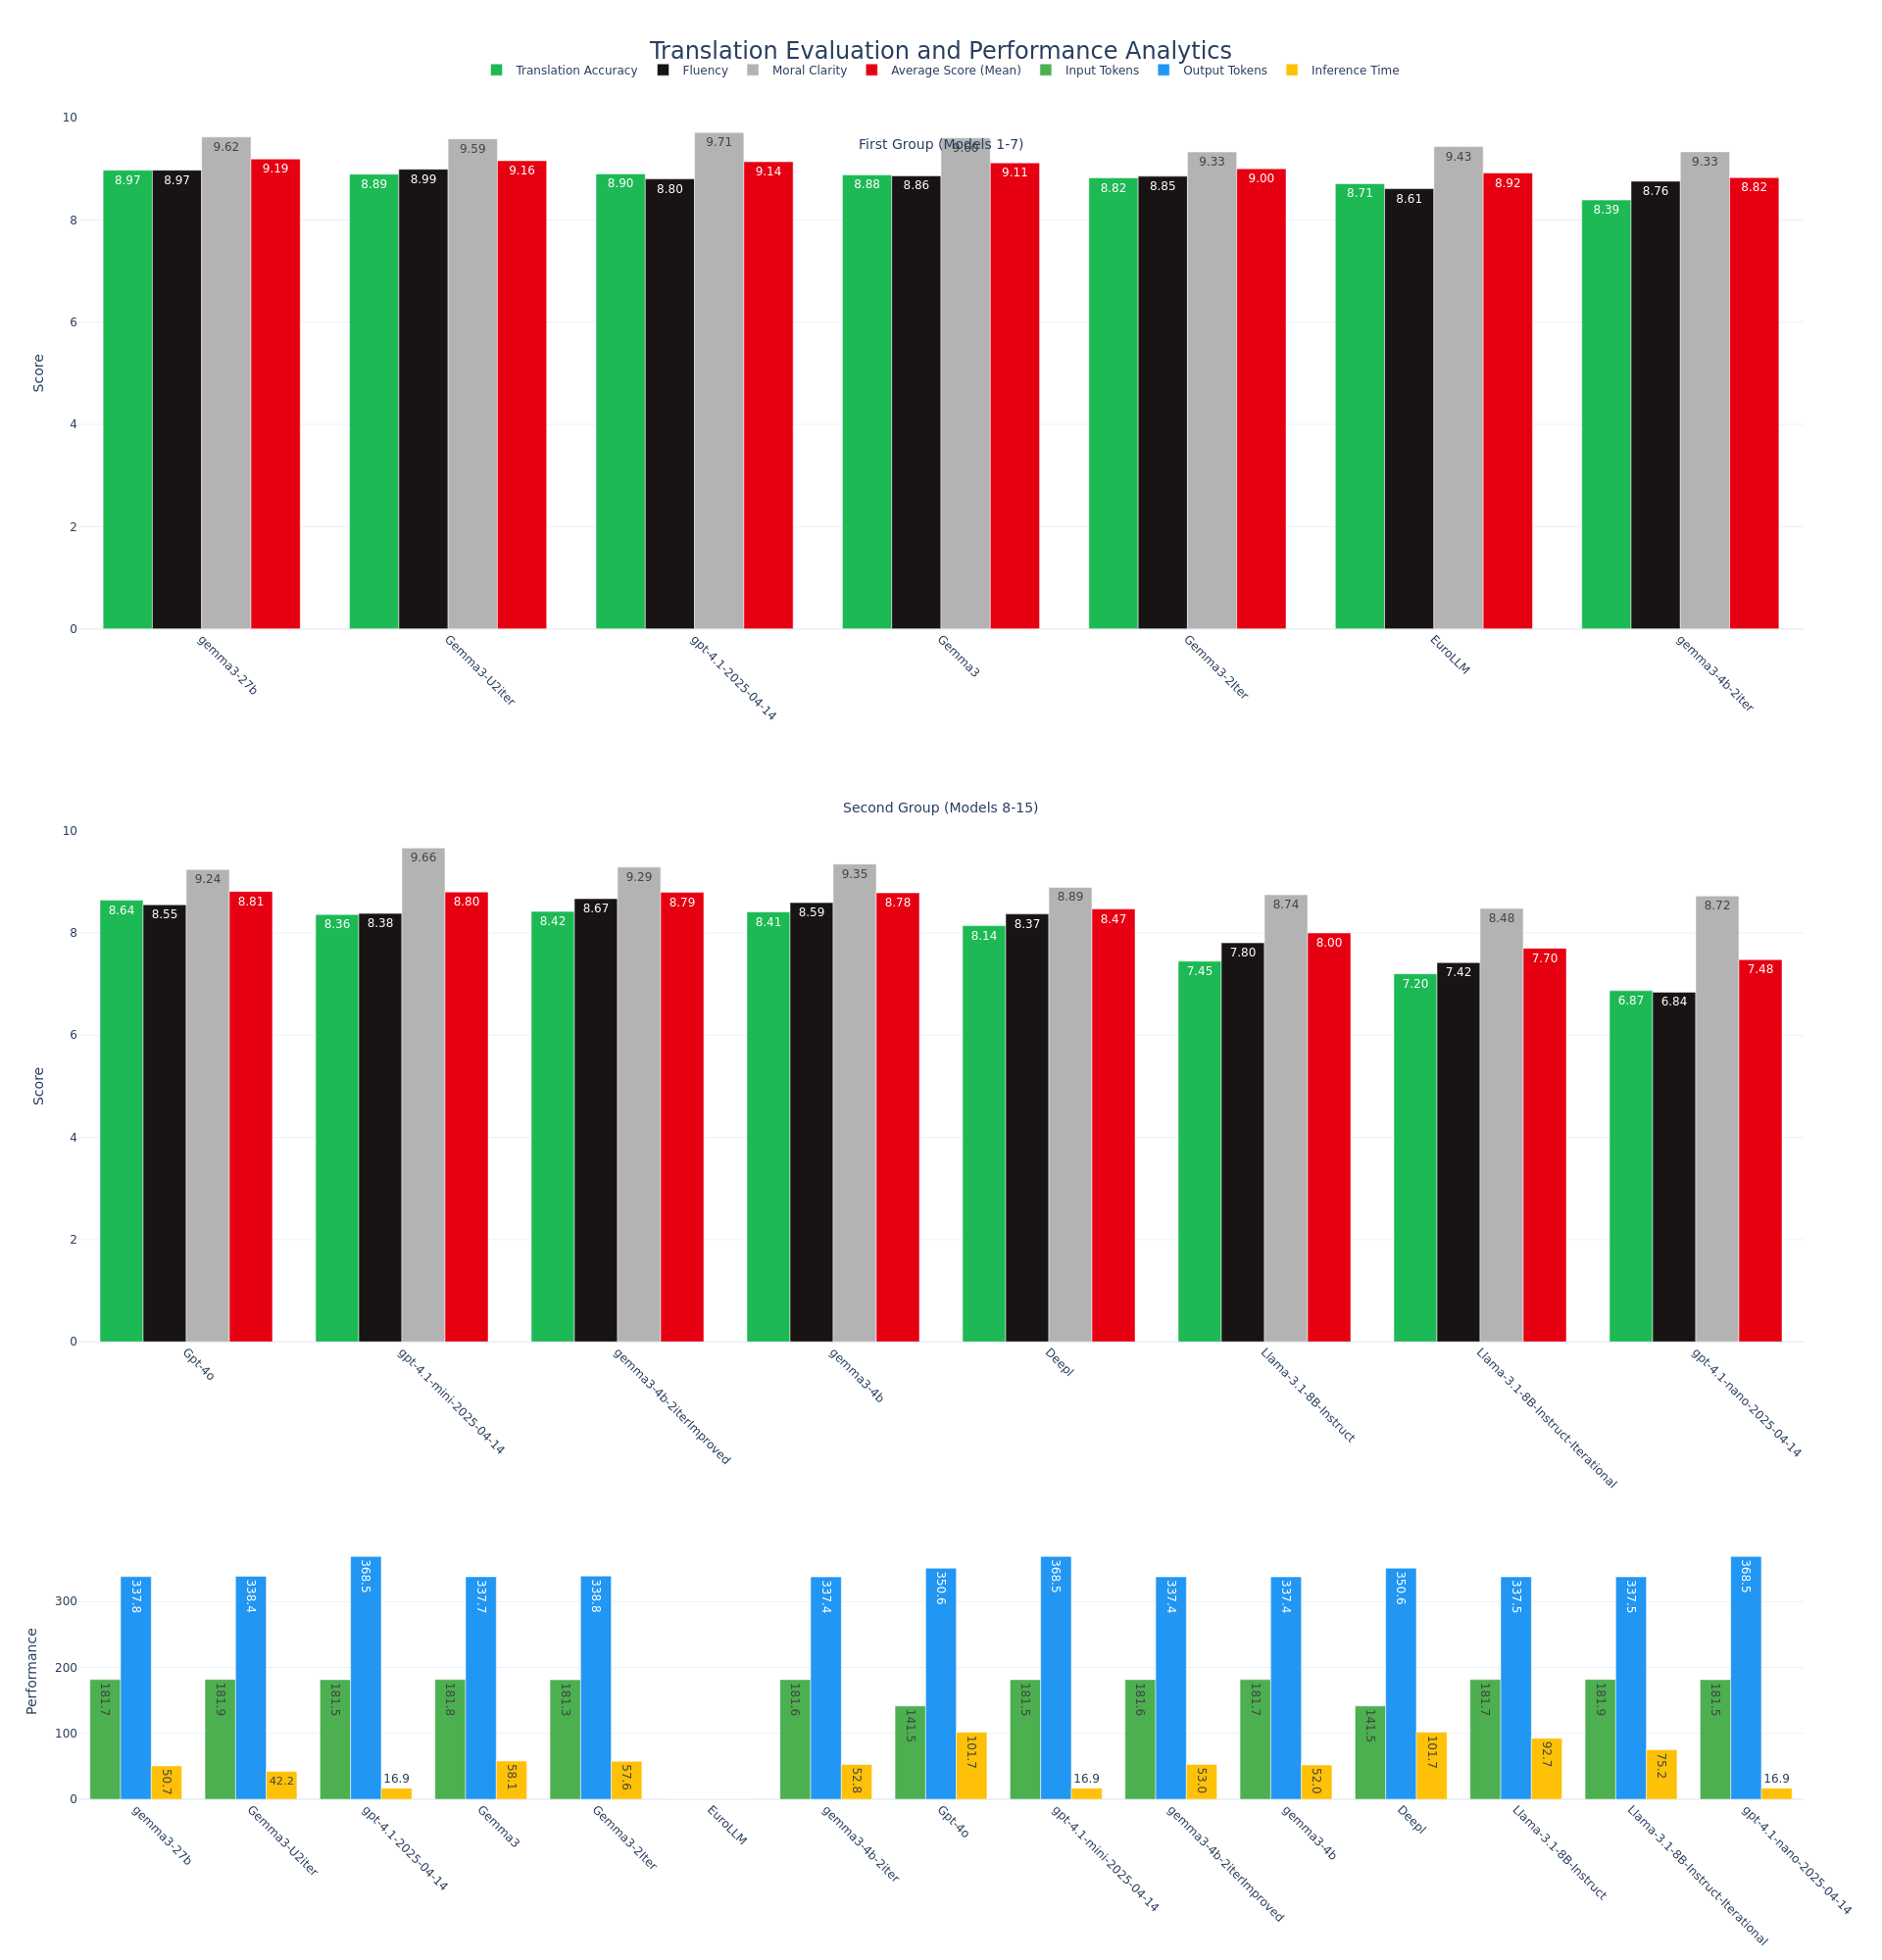 Translation Evaluation and Performance Analytics
Translation Accuracy Fluency Moral Clarity Average Score (Mean) Input Tokens Output Tokens Inference Time
First Group (Models 1-7)
10
8
6
4
2
0
Score
8.97 8.97 9.62 9.19
8.89 8.99 9.59 9.16
8.90 8.80 9.71 9.14
8.88 8.86 9.60 9.11
8.82 8.85 9.33 9.00
8.71 8.61 9.43 8.92
8.39 8.76 9.33 8.82
gemma3-27b
Gemma3-U2iter
gpt-4.1-2025-04-14
Gemma3
Gemma3-2Iter
EuroLLM
gemma3-4b-2iter
Second Group (Models 8-15)
10
8
6
4
2
0
Score
8.64 8.55 9.24 8.81
8.36 8.38 9.66 8.80
8.42 8.67 9.29 8.79
8.41 8.59 9.35 8.78
8.14 8.37 8.89 8.47
7.45 7.80 8.74 8.00
7.20 7.42 8.48 7.70
6.87 6.84 8.72 7.48
Gpt-4o
gpt-4.1-mini-2025-04-14
gemma3-4b-2iterImproved
gemma3-4b
Deepl
Llama-3.1-8B-Instruct
Llama-3.1-8B-Instruct-Iterational
gpt-4.1-nano-2025-04-14
300
200
100
0
Performance
181.7 337.8 50.7
181.9 338.4 42.2
181.5 368.5 16.9
181.8 337.7 58.1
181.3 338.8 57.6
181.6 337.4 52.8
141.5 350.6 101.7
181.5 368.5 16.9
181.6 337.4 53.0
181.7 337.4 52.0
141.5 350.6 101.7
181.7 337.5 92.7
181.9 337.5 75.2
181.5 368.5 16.9
gemma3-27b
Gemma3-U2iter
gpt-4.1-2025-04-14
Gemma3
Gemma3-2Iter
EuroLLM
gemma3-4b-2iter
Gpt-4o
gpt-4.1-mini-2025-04-14
gemma3-4b-2iterImproved
gemma3-4b
Deepl
Llama-3.1-8B-Instruct
Llama-3.1-8B-Instruct-Iterational
gpt-4.1-nano-2025-04-14